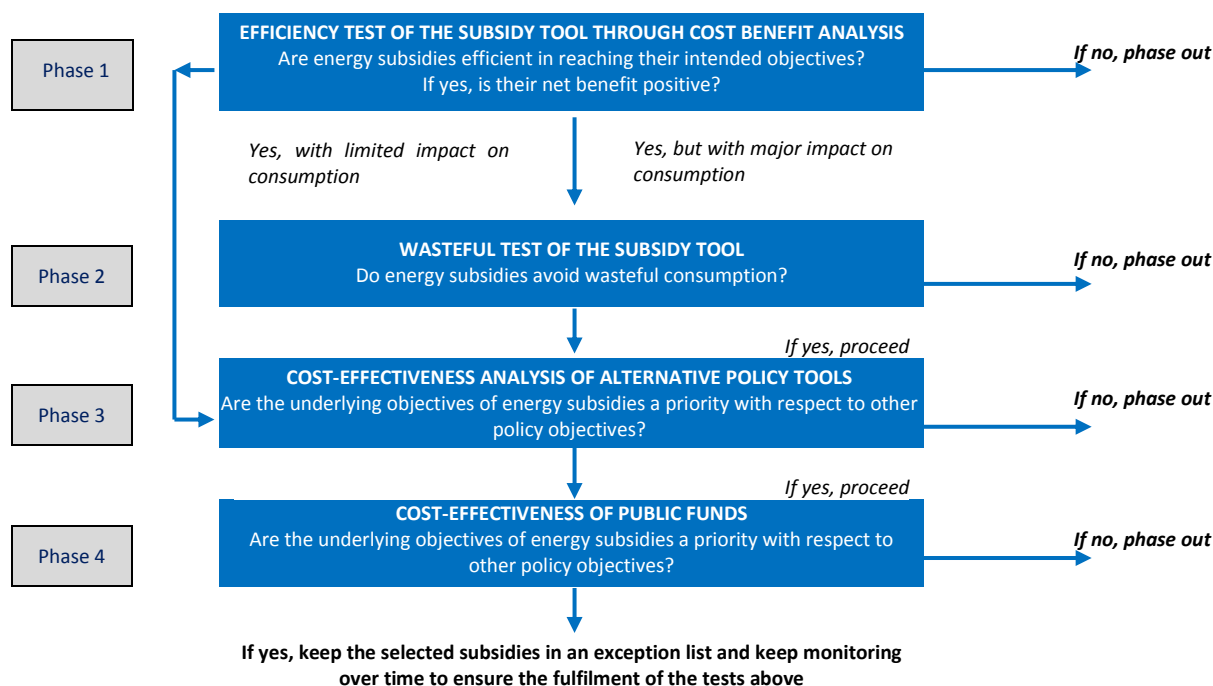 EFFICIENCY TEST OF THE SUBSIDY TOOL THROUGH COST BENEFIT ANALYSIS
Are energy subsidies efficient in reaching their intended objectives?
If yes, is their net benefit positive?
Phase 1
If no, phase out
Yes, with limited impact on
consumption
Yes, but with major impact on
consumption
WASTEFUL TEST OF THE SUBSIDY TOOL
Do energy subsidies avoid wasteful consumption?
Phase 2
If no, phase out
If yes, proceed
COST-EFFECTIVENESS ANALYSIS OF ALTERNATIVE POLICY TOOLS
Are the underlying objectives of energy subsidies a priority with respect to other
policy objectives?
Phase 3
If no, phase out
If yes, proceed
COST-EFFECTIVENESS OF PUBLIC FUNDS
Are the underlying objectives of energy subsidies a priority with respect to
other policy objectives?
Phase 4
If no, phase out
If yes, keep the selected subsidies in an exception list and keep monitoring
over time to ensure the fulfilment of the tests above